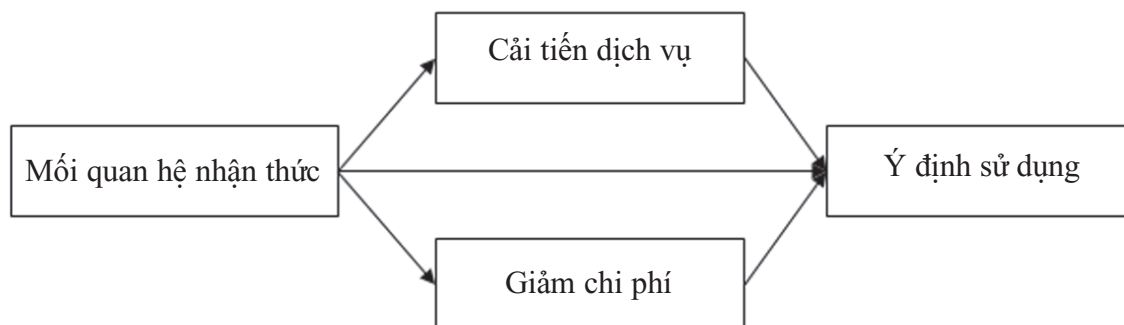 Cải tiến dịch vụ
Mối quan hệ nhận thức
Ý định sử dụng
Giảm chi phí